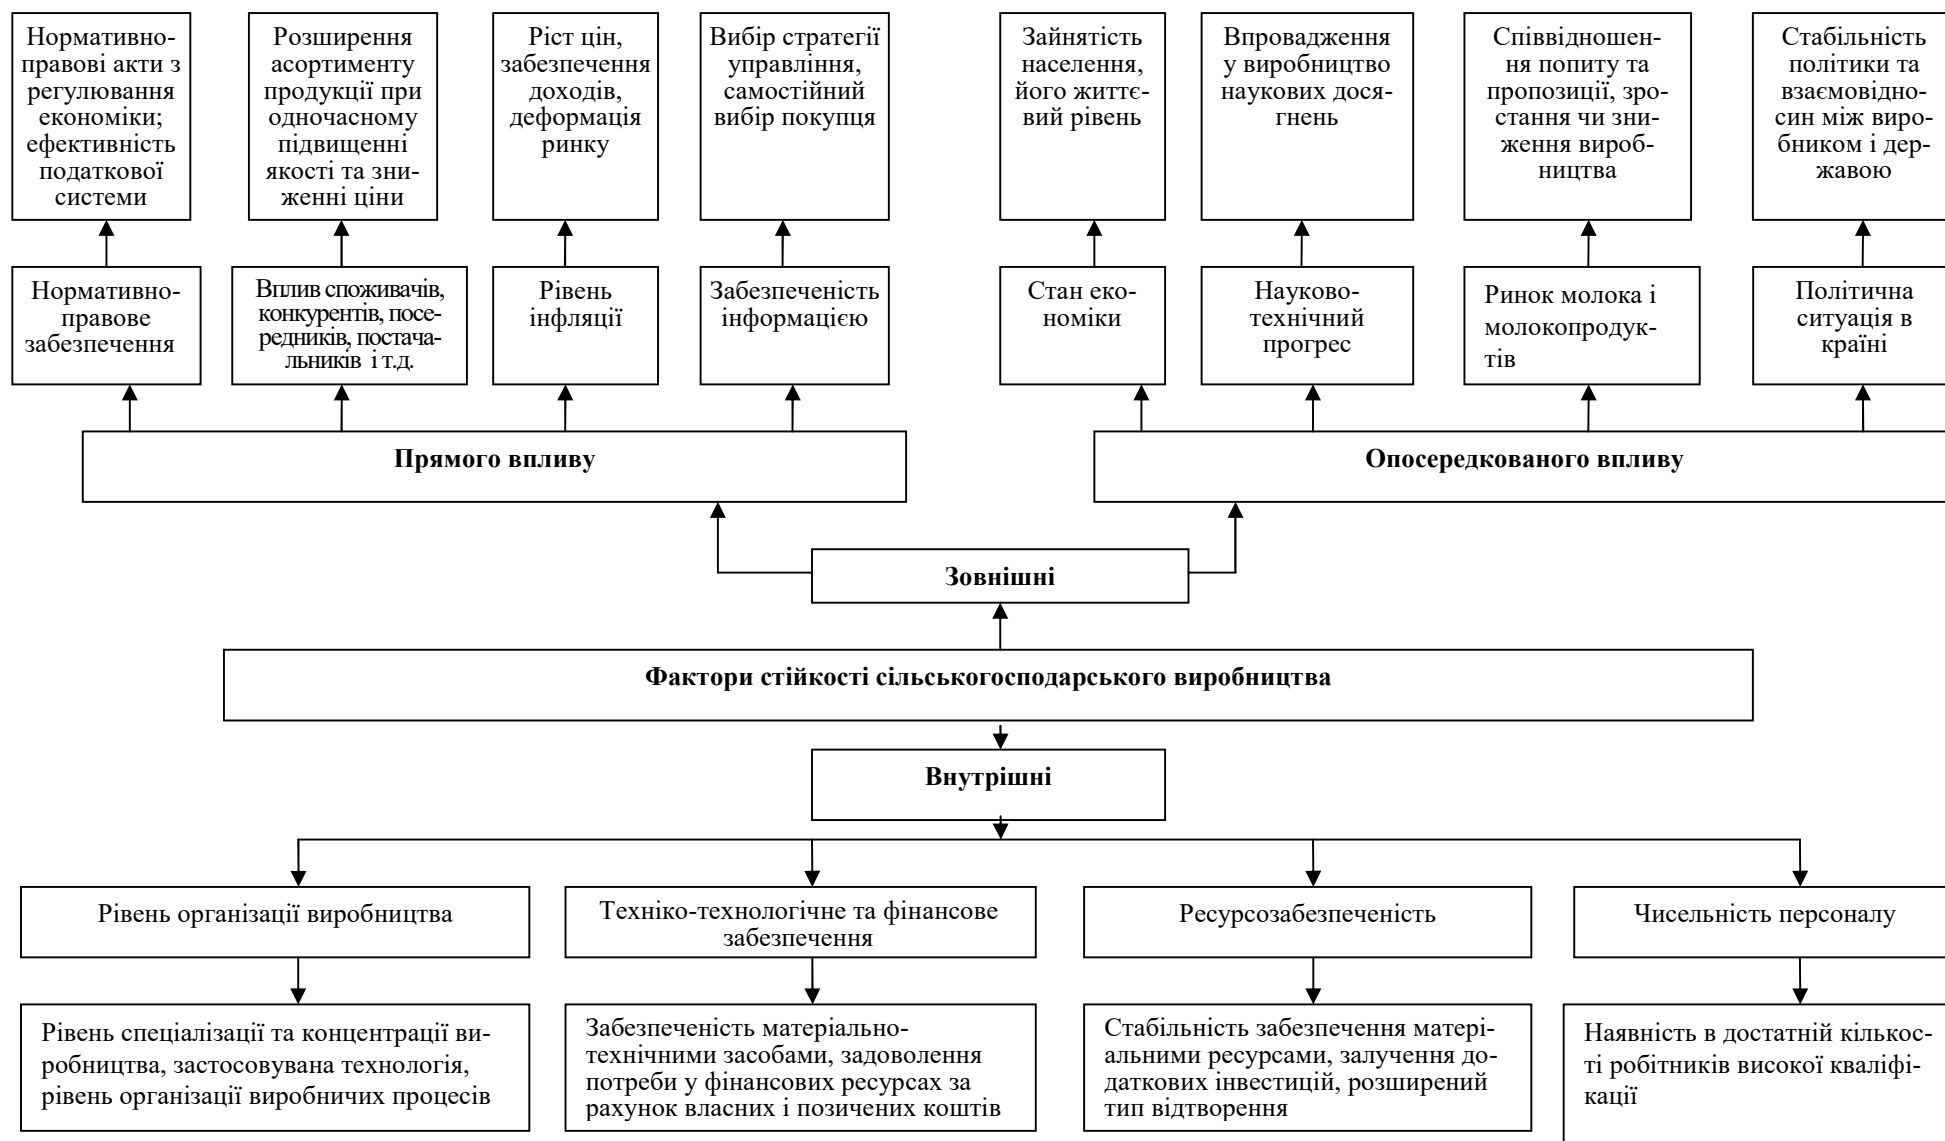 Нормативно-
правові акти з
регулювання
економіки;
ефективність
податкової
системи
Розширення
асортименту
продукції при
одночасному
підвищенні
якості та зни-
женні ціни
Ріст цін,
забезпечення
доходів,
деформація
ринку
Вибір стратегії
управління,
самостійний
вибір покупця
Зайнятість
населення,
його життє-
вий рівень
Впровадження
у виробництво
наукових дося-
гнень
Співвідношен-
ня попиту та
пропозиції, зро-
стання чи зни-
ження вироб-
ництва
Стабільність
політики та
взаємовідно-
син між виро-
бником і дер-
жавою
Нормативно-
правове
забезпечення
Вплив споживачів,
конкурентів, посе-
редників, постача-
льників і т.д.
Рівень
інфляції
Забезпеченість
інформацією
Стан еко-
номіки
Науково-
технічний
прогрес
Ринок молока і
молокопродук-
тів
Політична
ситуація в
країні
Прямого впливу
Опосередкованого впливу
Зовнішні
Фактори стійкості сільськогосподарського виробництва
Внутрішні
Рівень організації виробництва
Техніко-технологічне та фінансове
забезпечення
Ресурсозабезпеченість
Чисельність персоналу
Рівень спеціалізації та концентрації ви-
робництва, застосовувана технологія,
рівень організації виробничих процесів
Забезпеченість матеріально-
технічними засобами, задоволення
потреби у фінансових ресурсах за
рахунок власних і позичених коштів
Стабільність забезпечення матері-
альними ресурсами, залучення до-
даткових інвестицій, розширений
тип відтворення
Наявність в достатній кількос-
ті робітників високої кваліфі-
кації